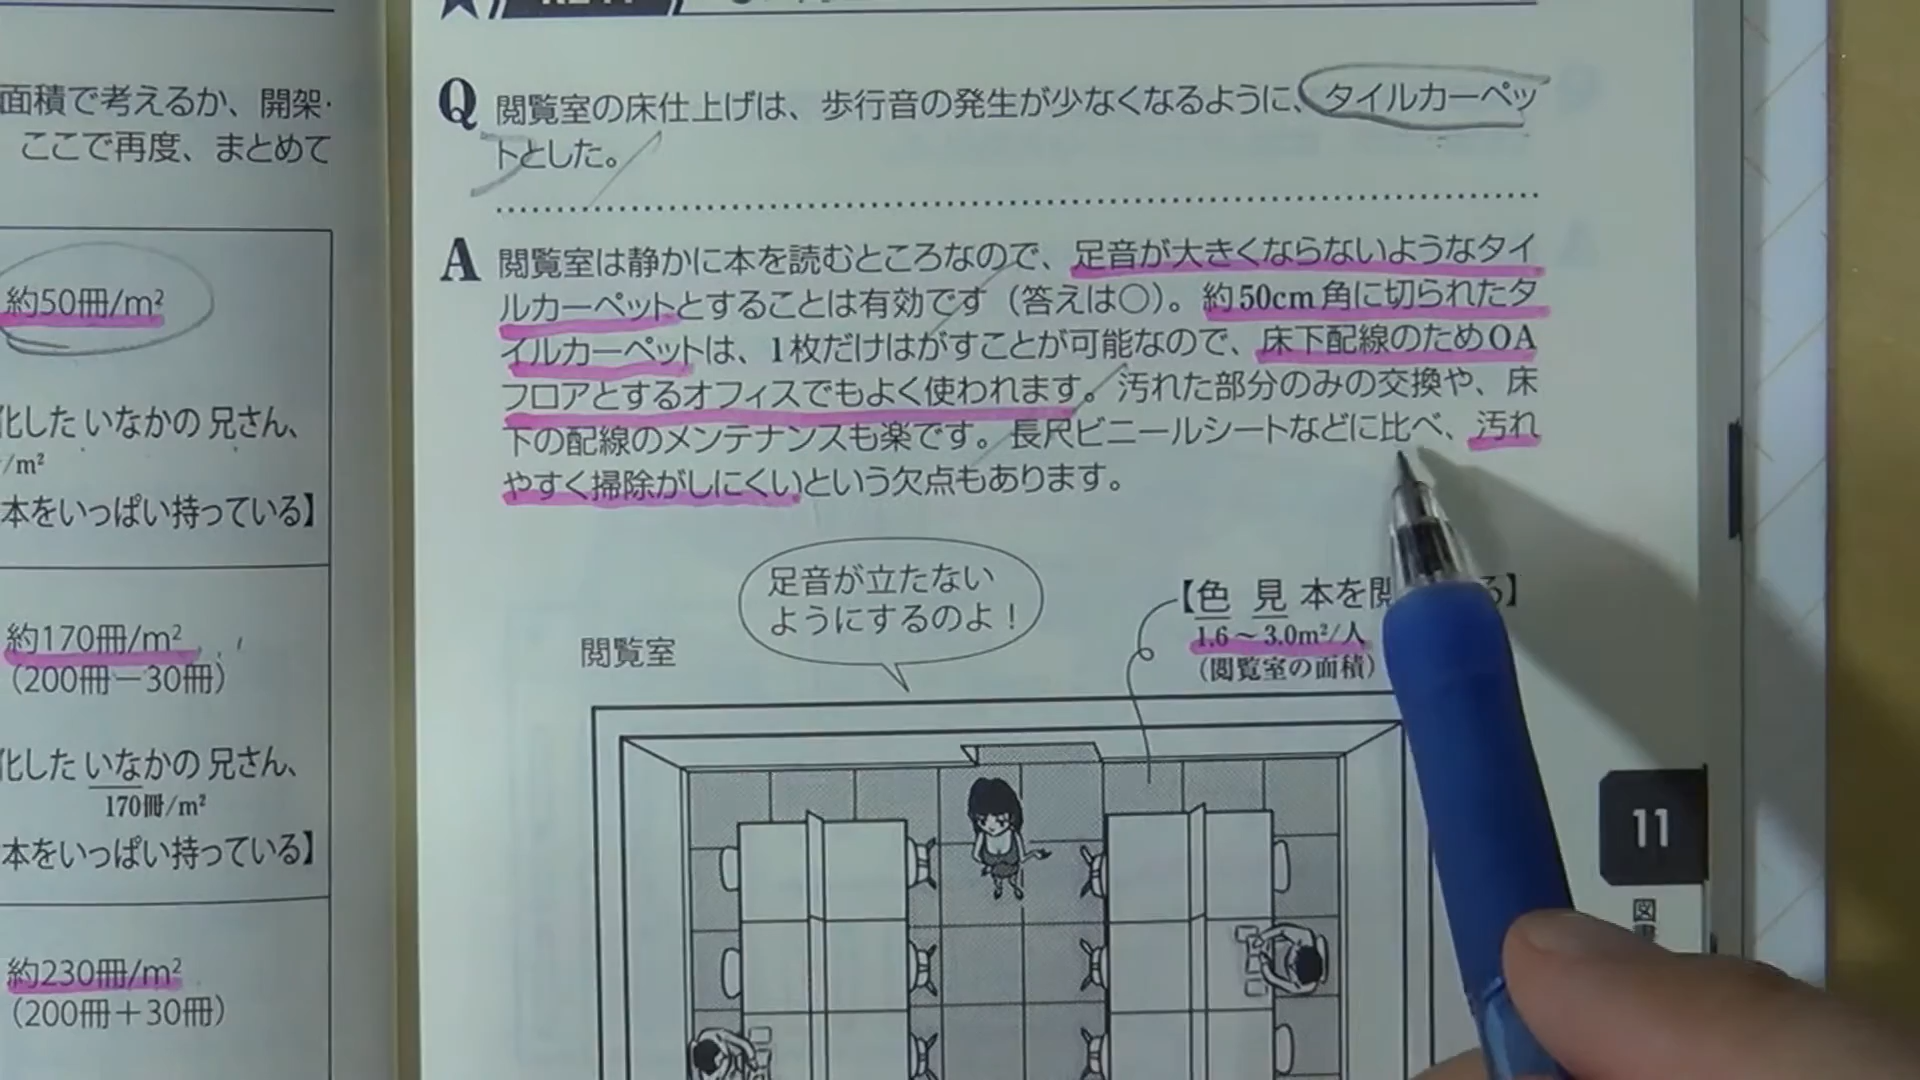 面積で考えるか、開架・
ここで再度、まとめて
約50冊/m²
化した いなかの 兄さん、
/m²
本をいっぱい持っている】
約170冊/m²
（200冊－30冊）
化した いなかの 兄さん、
170冊/m²
本をいっぱい持っている】
約230冊/m²
（200冊＋30冊）
Q 閲覧室の床仕上げは、歩行音の発生が少なくなるように、タイルカーペッ
トとした。
A 閲覧室は静かに本を読むところなので、足音が大きくならないようなタイ
ルカーペットとすることは有効です（答えは○）。約50cm角に切られたタ
イルカーペットは、1枚だけはがすことが可能なので、床下配線のためOA
フロアとするオフィスでもよく使われます。汚れた部分のみの交換や、床
下の配線のメンテナンスも楽です。長尺ビニールシートなどに比べ、汚れ
やすく掃除がしにくいという欠点もあります。
足音が立たない
ようにするのよ！
閲覧室
【色 見 本を閲 る】
1.6～3.0m²/人
（閲覧室の面積）
11
図